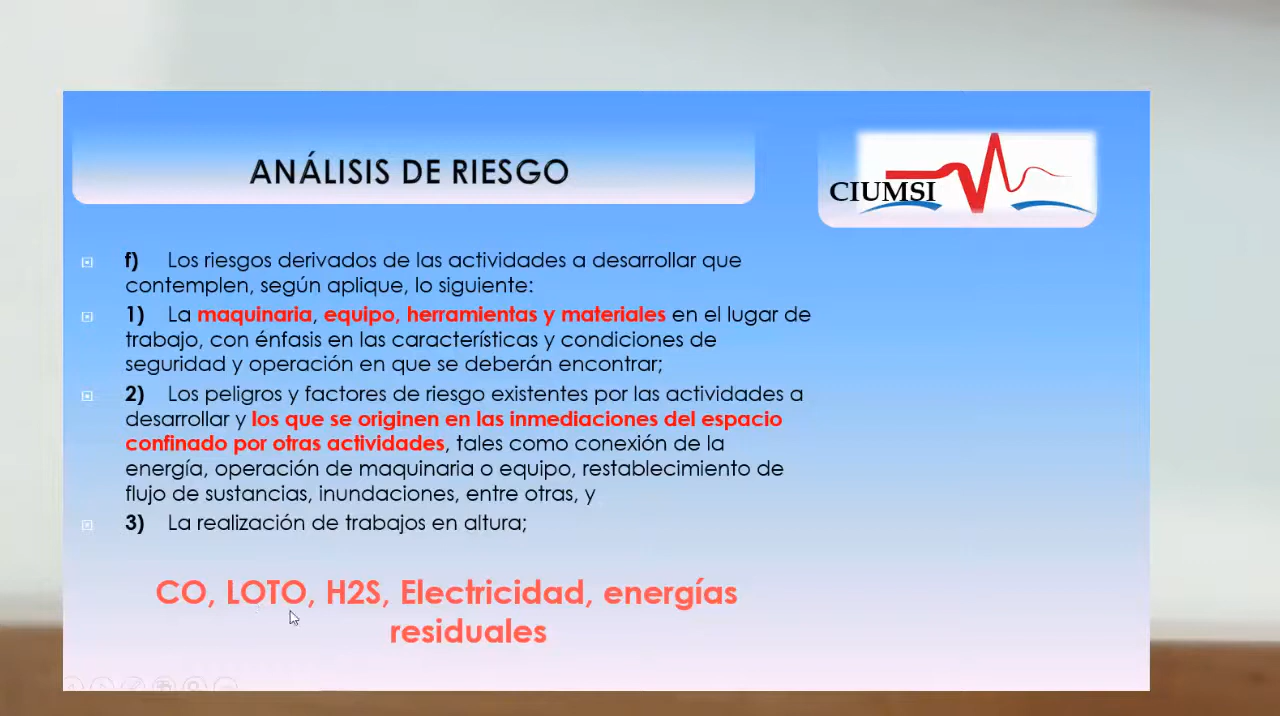 ANÁLISIS DE RIESGO
CIUMSI
f) Los riesgos derivados de las actividades a desarrollar que
contemplen, según aplique, lo siguiente:
1) La maquinaria, equipo, herramientas y materiales en el lugar de
trabajo, con énfasis en las características y condiciones de
seguridad y operación en que se deberán encontrar;
2) Los peligros y factores de riesgo existentes por las actividades a
desarrollar y los que se originen en las inmediaciones del espacio
confinado por otras actividades, tales como conexión de la
energía, operación de maquinaria o equipo, restablecimiento de
flujo de sustancias, inundaciones, entre otras, y
3) La realización de trabajos en altura;
CO, LOTO, H2S, Electricidad, energías
residuales